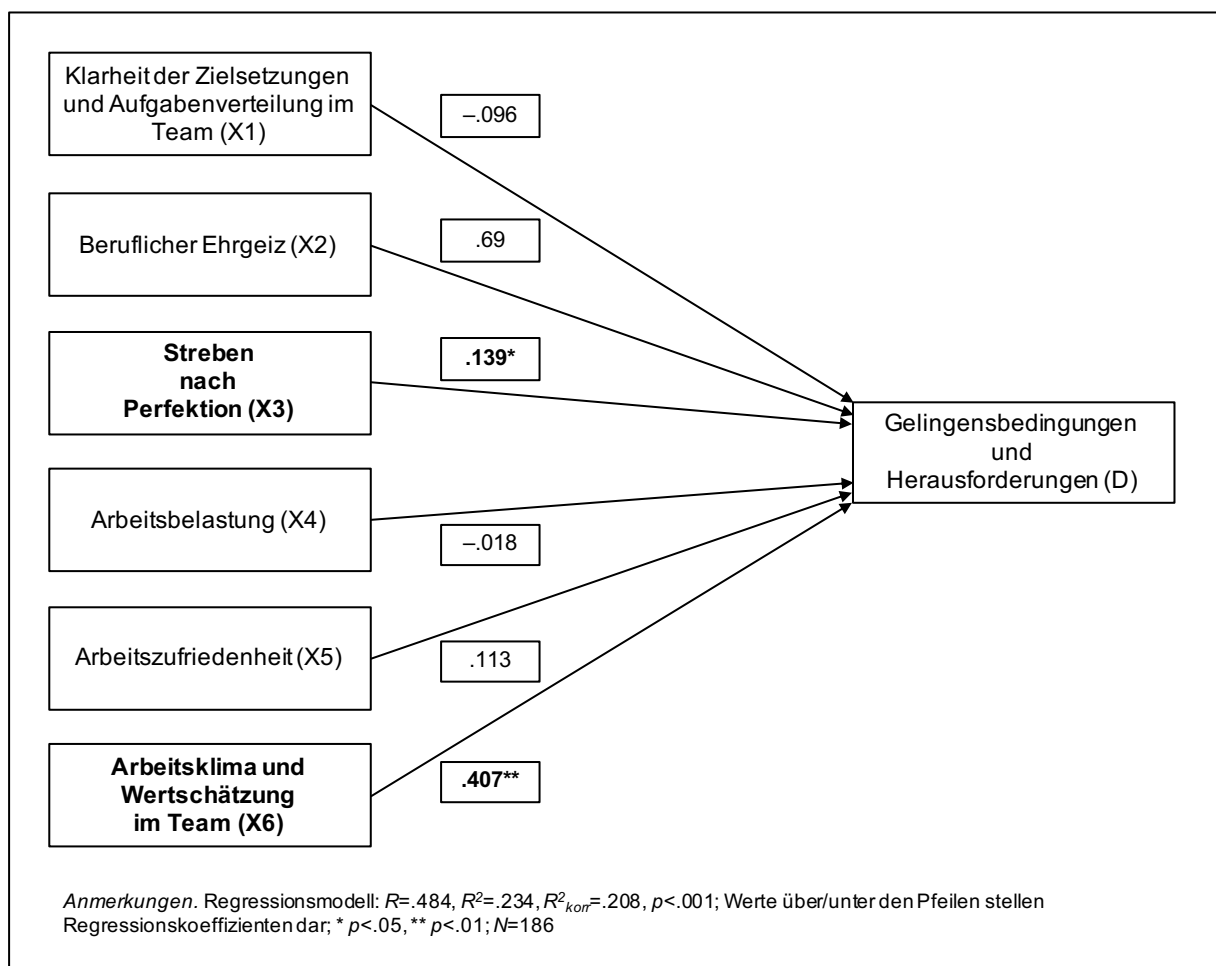 Klarheit der Zielsetzungen
und Aufgabenverteilung im
Team (X1)
–.096
Beruflicher Ehrgeiz (X2)
.69
Streben
nach
Perfektion (X3)
.139*
Gelingensbedingungen
und
Herausforderungen (D)
Arbeitsbelastung (X4)
–.018
Arbeitszufriedenheit (X5)
.113
Arbeitsklima und
Wertschätzung
im Team (X6)
.407**
Anmerkungen. Regressionsmodell: R=.484, R²=.234, R²korr=.208, p<.001; Werte über/unter den Pfeilen stellen
Regressionskoeffizienten dar; * p<.05, ** p<.01; N=186